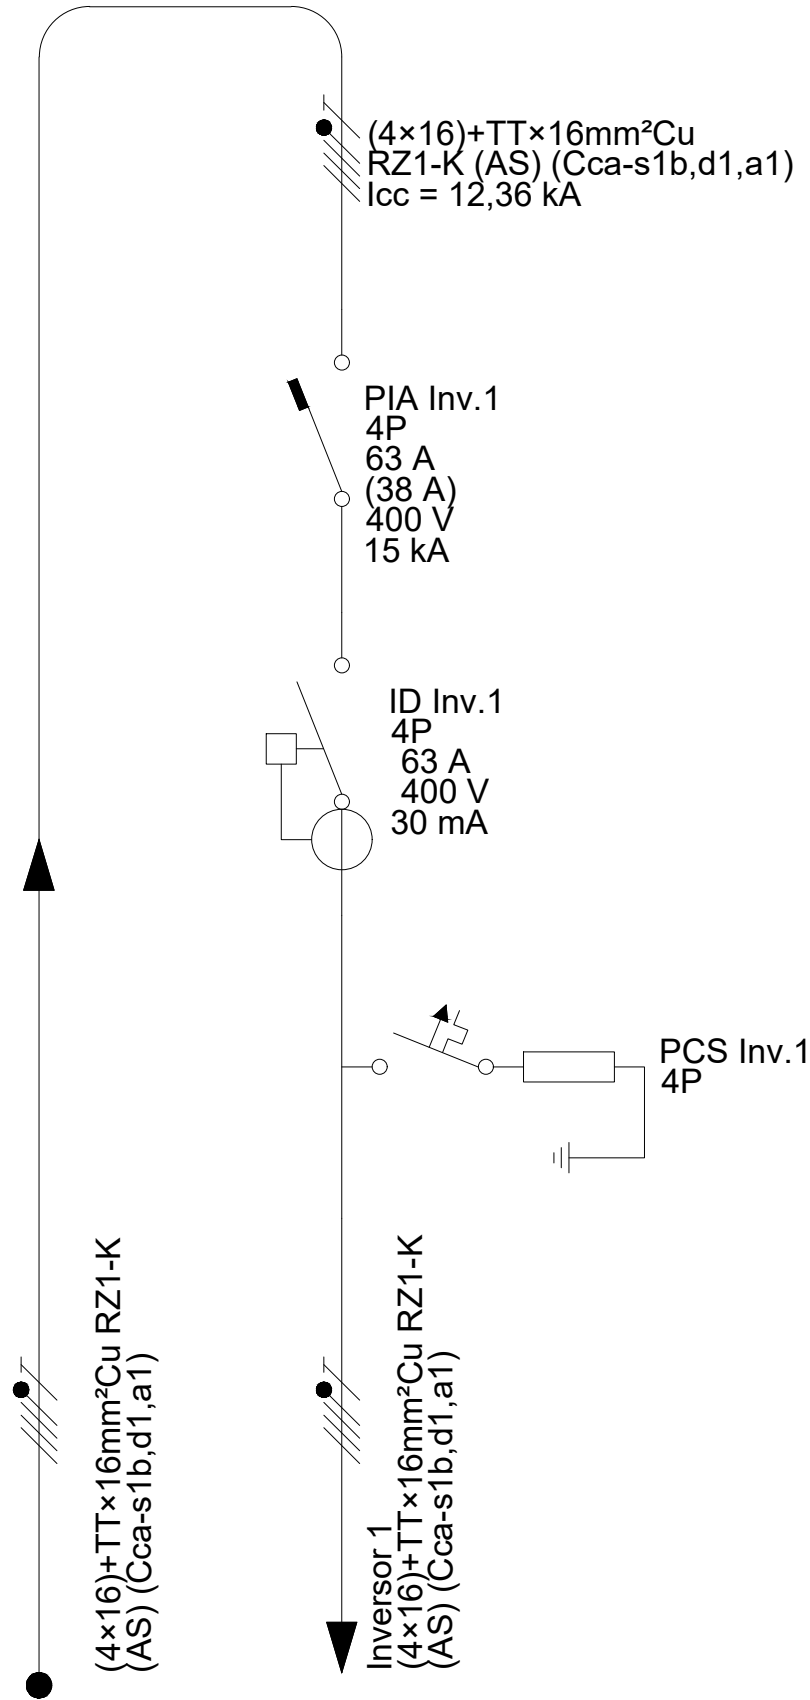 (4×16)+TT×16mm²Cu
RZ1-K (AS) (Cca-s1b,d1,a1)
Icc = 12,36 kA
PIA Inv.1
4P
63 A
(38 A)
400 V
15 kA
ID Inv.1
4P
63 A
400 V
30 mA
PCS Inv.1
4P
(4×16)+TT×16mm²Cu RZ1-K
(AS) (Cca-s1b,d1,a1)
Inversor 1
(4×16)+TT×16mm²Cu RZ1-K
(AS) (Cca-s1b,d1,a1)